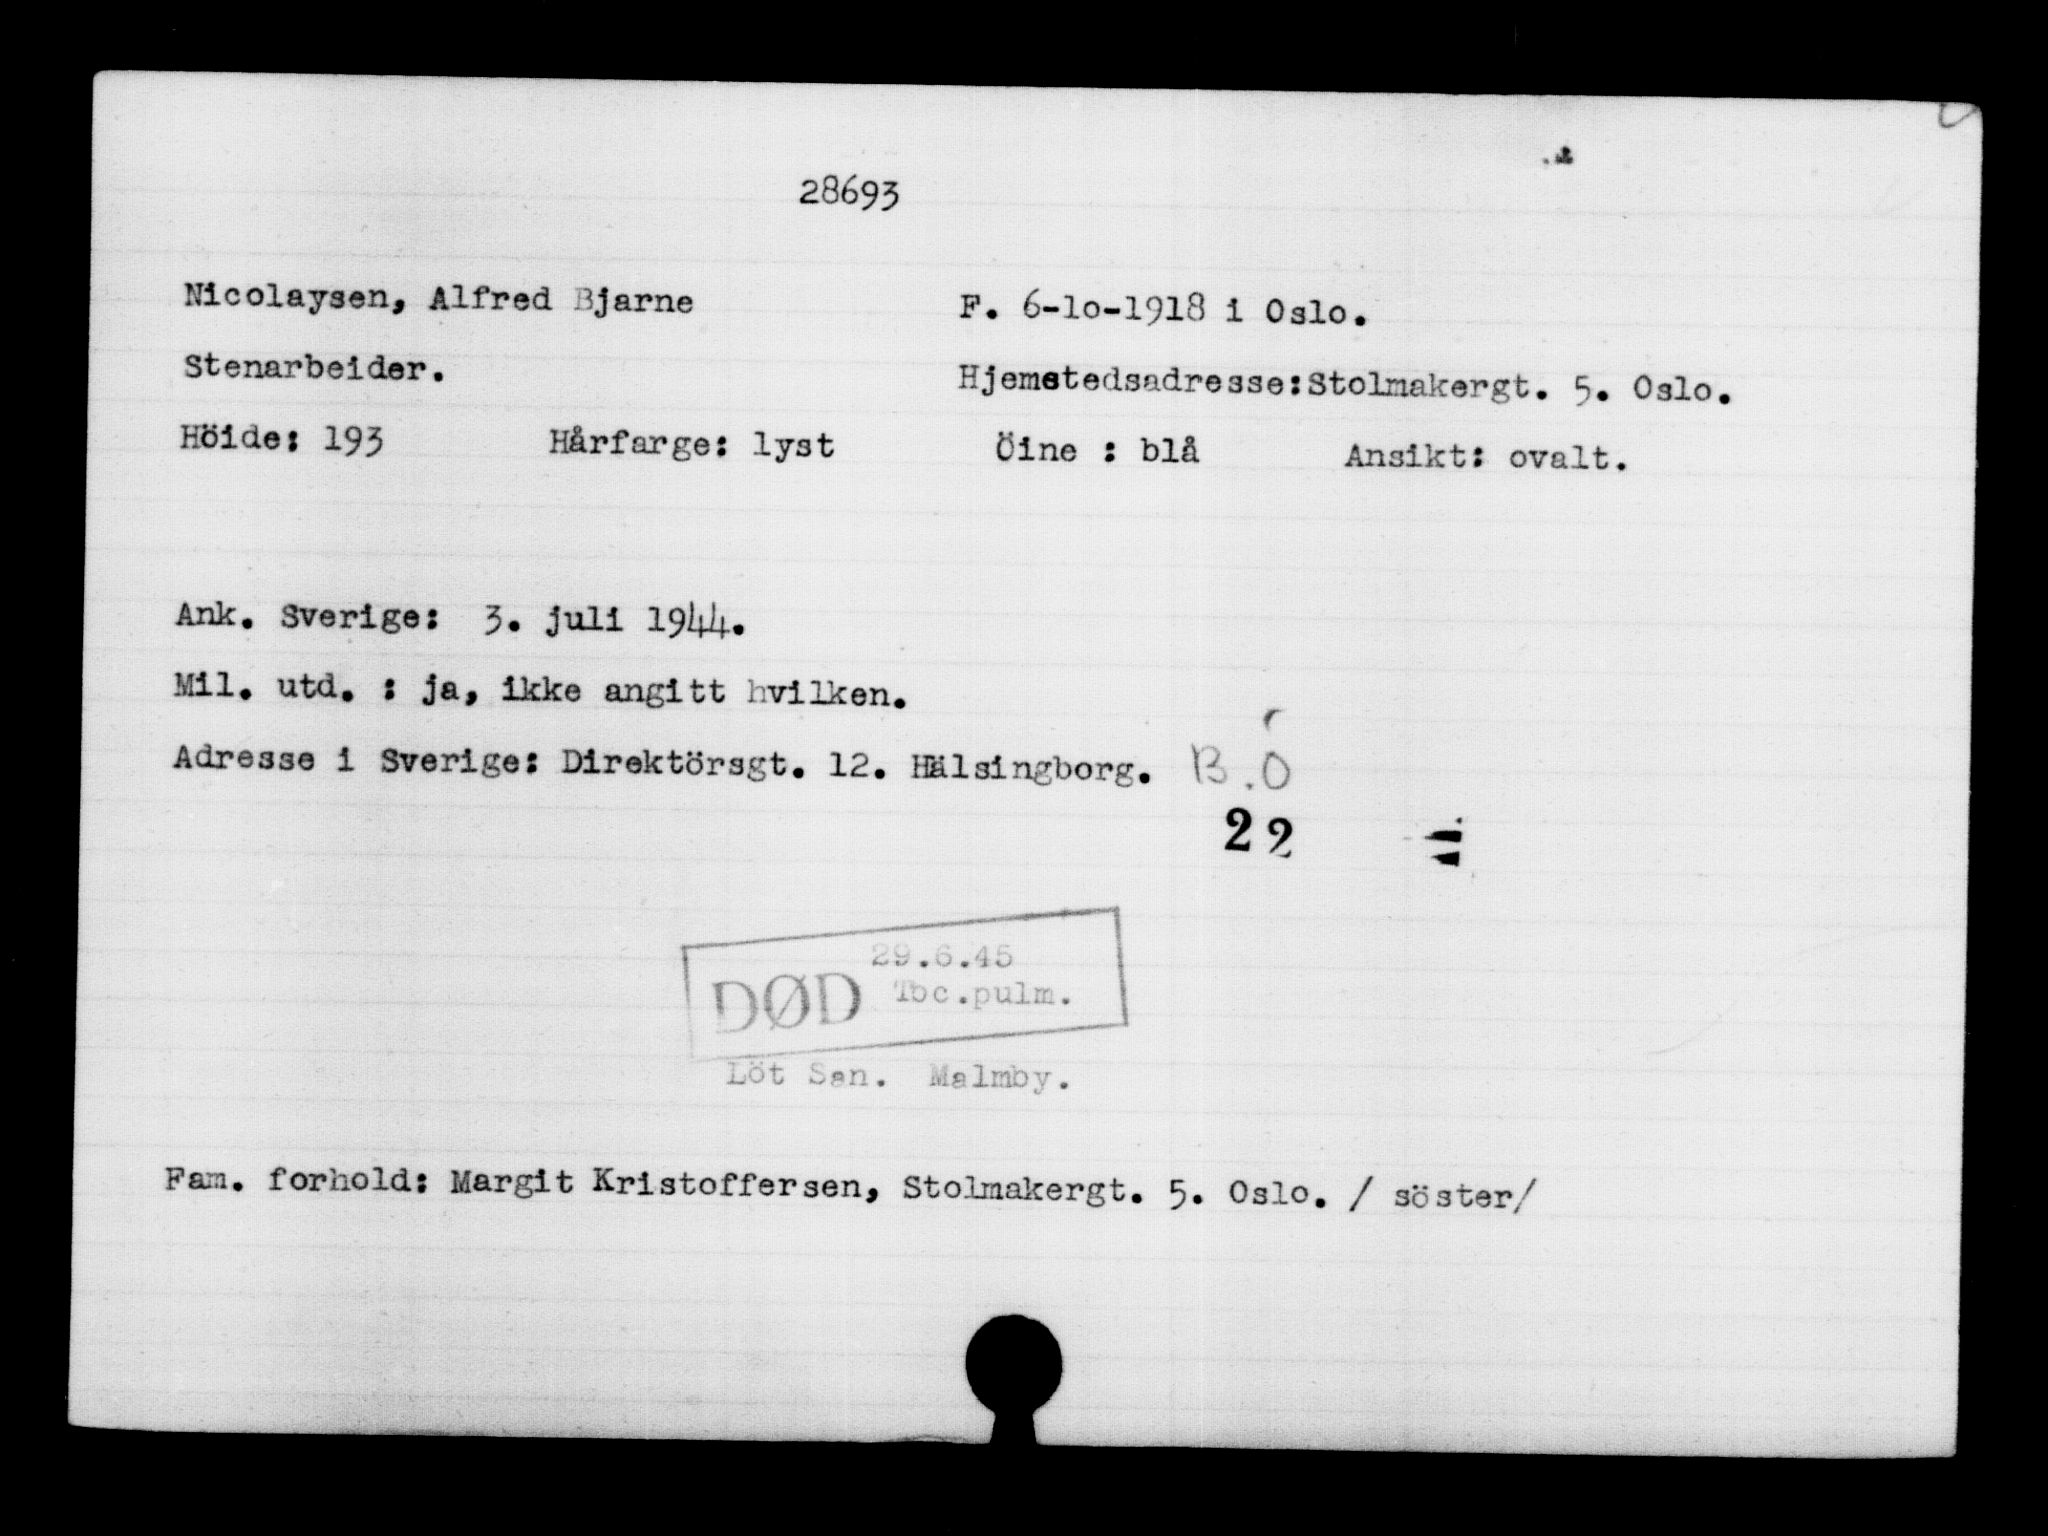 28693
Nicolaysen, Alfred Bjarne F. 6-lo-1918 i Oslo.
Stenarbeider. Hjemstedsadresse:Stolmakergt. 5. Oslo.
Höide: 193 Hårfarge: lyst Öine : blå Ansikt: ovalt.
Ank. Sverige: 3. juli 1944.
Mil. utd. : ja, ikke angitt hvilken.
Adresse i Sverige: Direktörsgt. 12. Hälsingborg. B.Ó
22
29.6.45
DØD Tbc.pulm.
Löt San. Malmby.
Fam. forhold: Margit Kristoffersen, Stolmakergt. 5. Oslo. / söster/